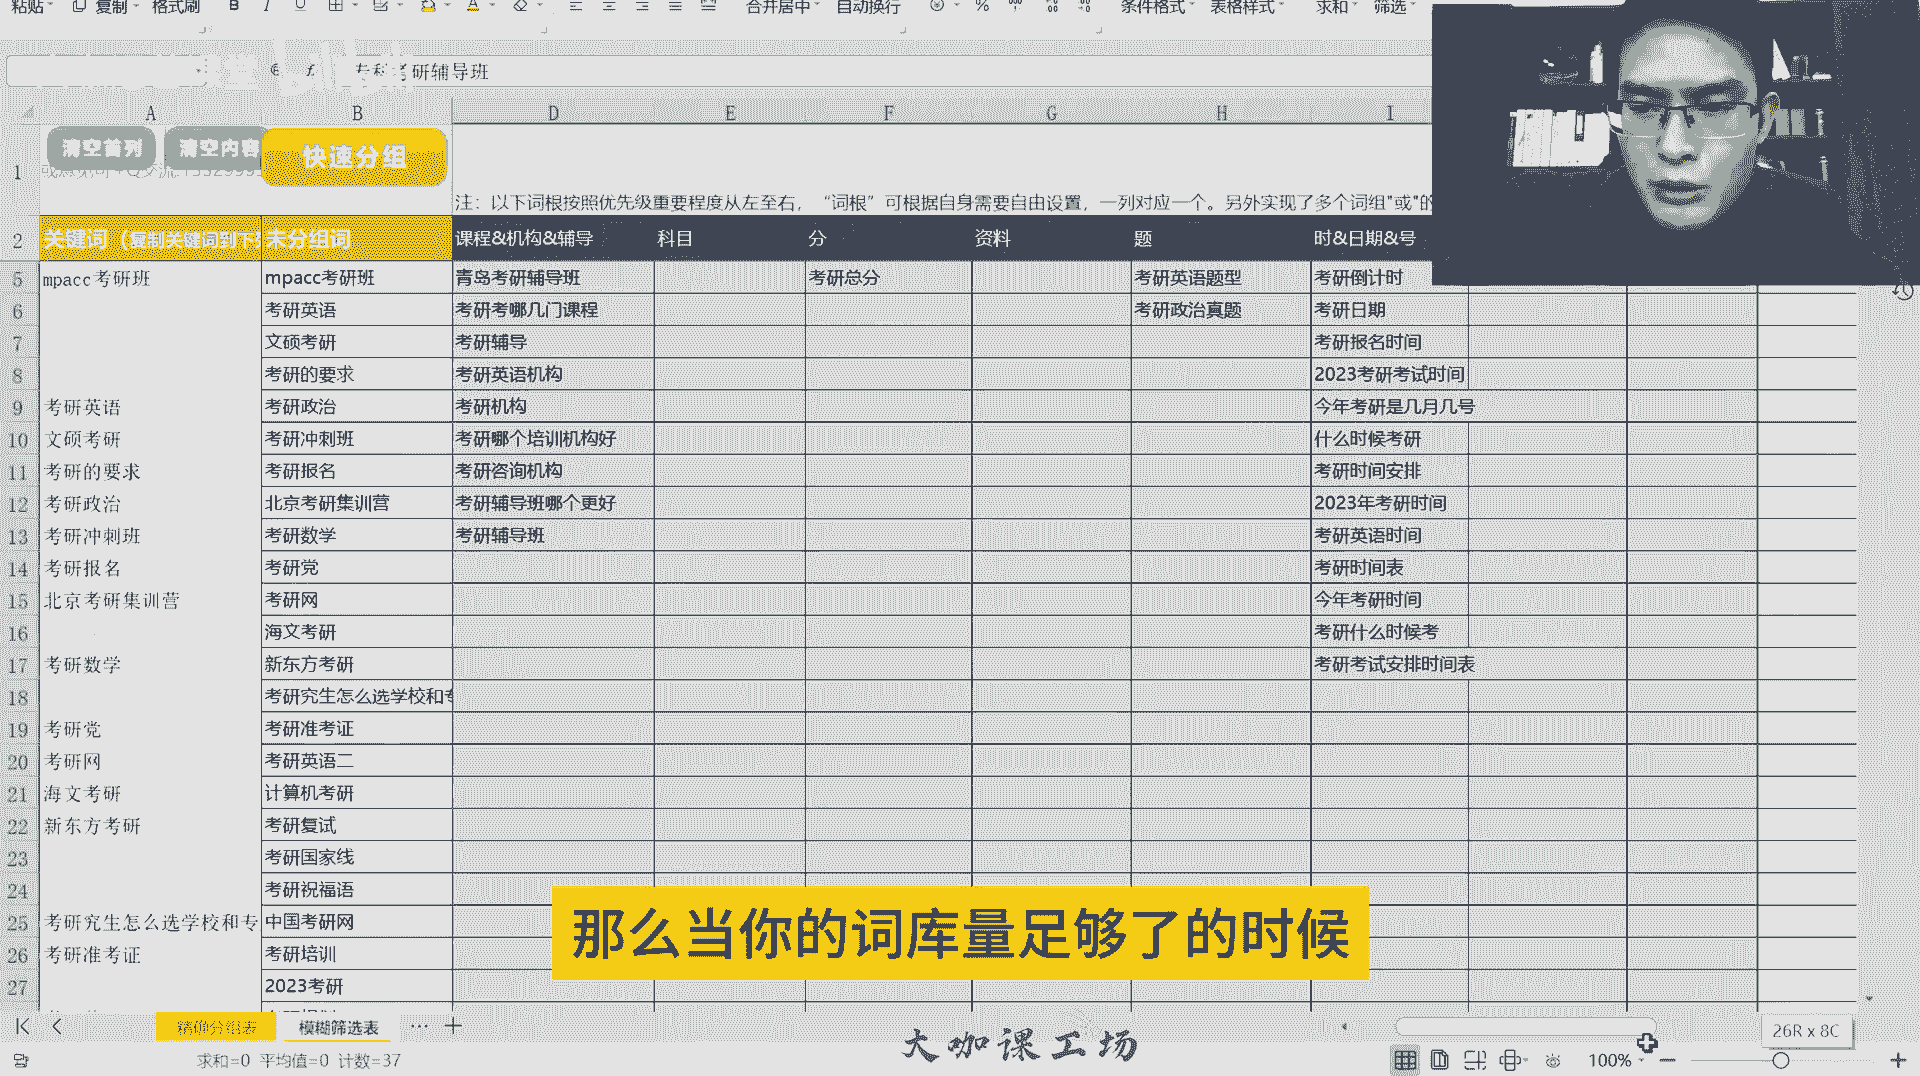 粘贴 复制 格式刷 B I U A 合并居中 自动换行 % 条件格式 表格样式 求和 筛选
专科考研辅导班
A B D E F G H I
清空首列 清空内容 快速分组
1 注：以下词根按照优先级重要程度从左至右，“词根”可根据自身需要自由设置，一列对应一个。另外实现了多个词组"或"的
2 关键词（复制关键词到下 未分组词 课程&机构&辅导 科目 分 资料 题 时&日期&号
5 mpacc考研班 mpacc考研班 青岛考研辅导班 考研总分 考研英语题型 考研倒计时
6 考研英语 考研考哪几门课程 考研政治真题 考研日期
7 文硕考研 考研辅导 考研报名时间
8 考研的要求 考研英语机构 2023考研考试时间
9 考研英语 考研政治 考研机构 今年考研是几月几号
10 文硕考研 考研冲刺班 考研哪个培训机构好 什么时候考研
11 考研的要求 考研报名 考研咨询机构 考研时间安排
12 考研政治 北京考研集训营 考研辅导班哪个更好 2023年考研时间
13 考研冲刺班 考研数学 考研辅导班 考研英语时间
14 考研报名 考研党 考研时间表
15 北京考研集训营 考研网 今年考研时间
16 海文考研 考研什么时候考
17 考研数学 新东方考研 考研考试安排时间表
18 考研究生怎么选学校和专
19 考研党 考研准考证
20 考研网 考研英语二
21 海文考研 计算机考研
22 新东方考研 考研复试
23 考研国家线
24 考研祝福语
25 考研究生怎么选学校和专 中国考研网
26 考研准考证 考研培训
27 2023考研
那么当你的词库量足够了的时候
精确分组表 模糊筛选表 ··· +
大咖课工场
26R x 8C
求和=0 平均值=0 计数=37
100%